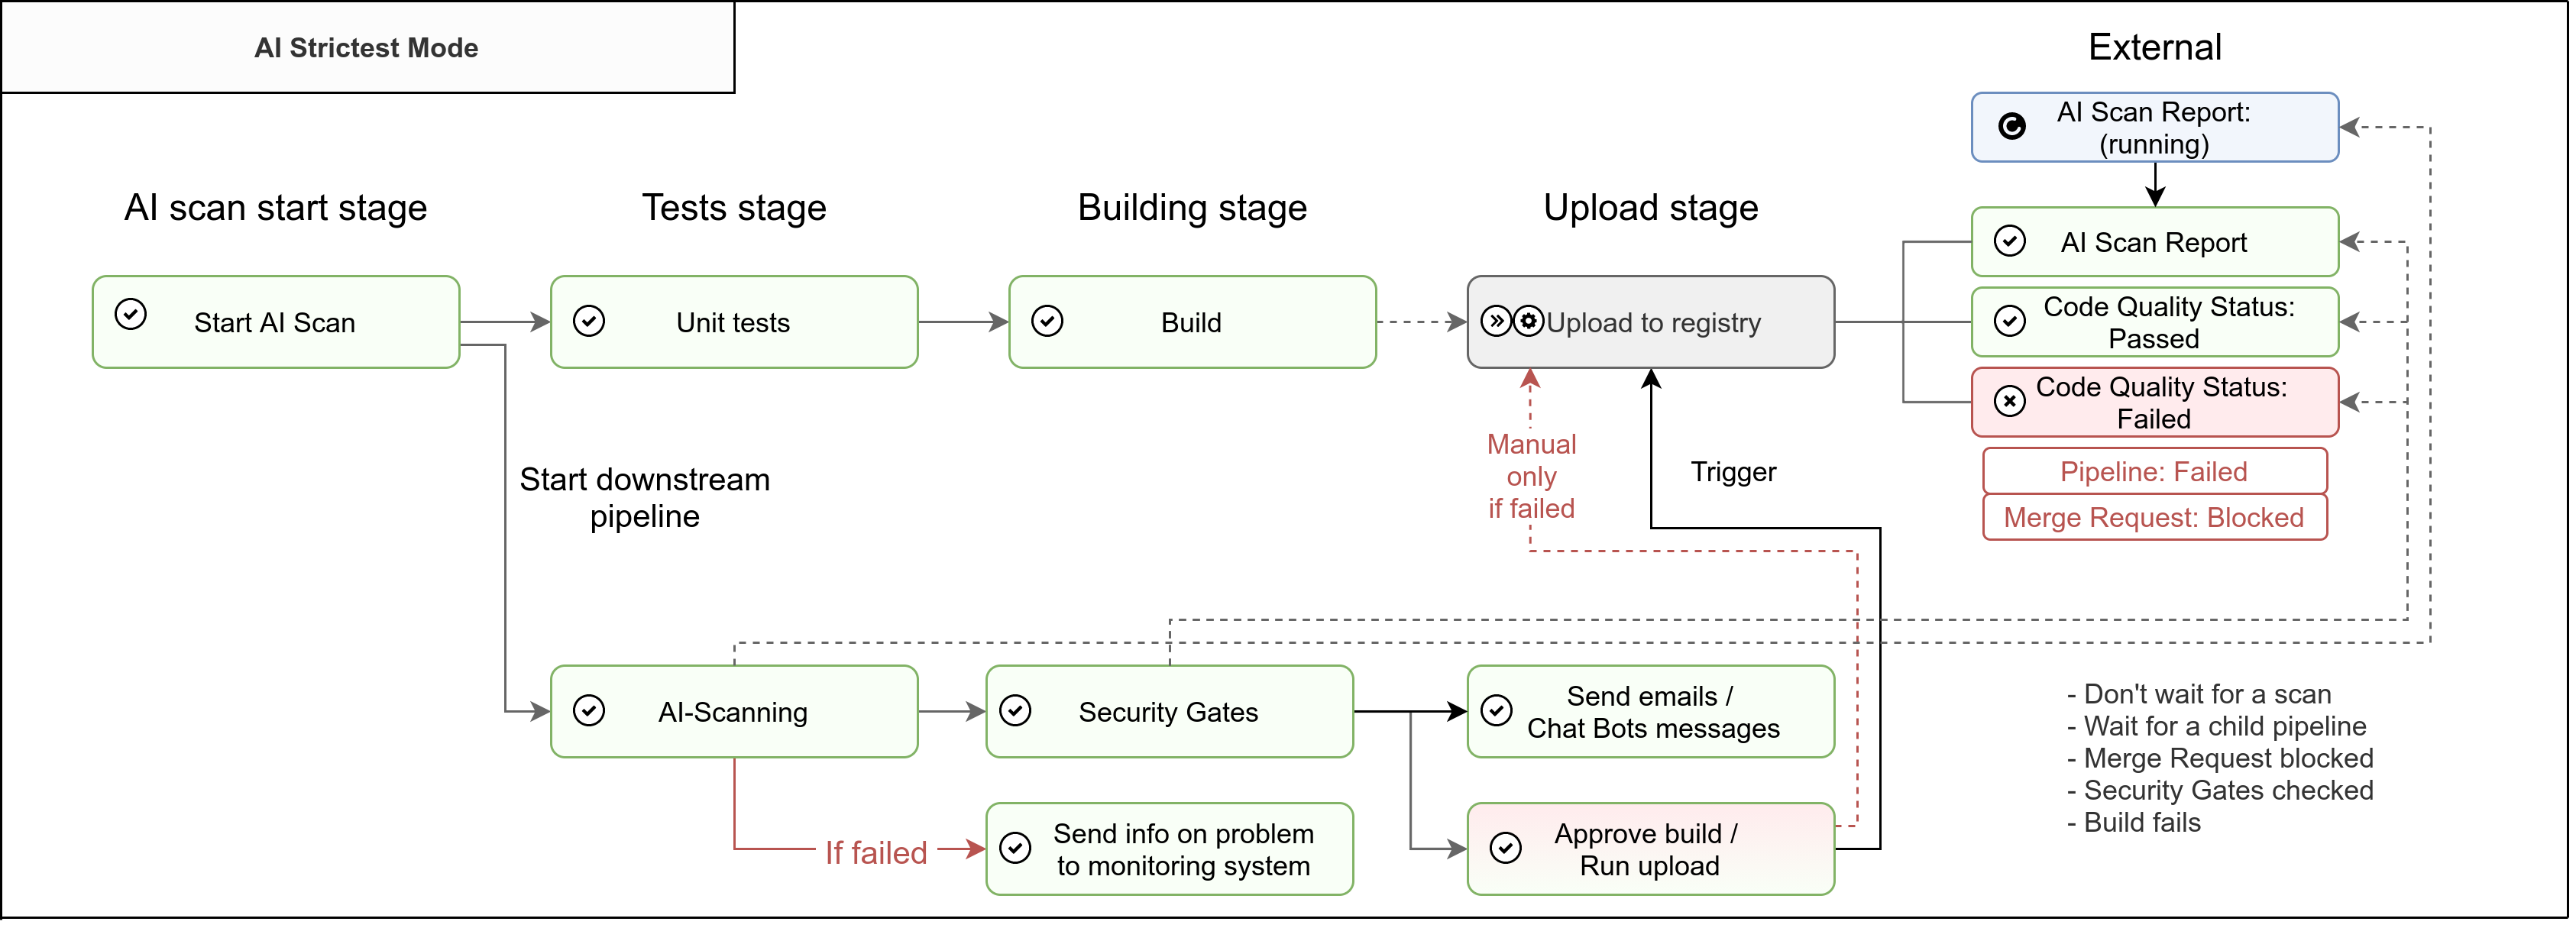 AI Strictest Mode
External
AI Scan Report:
(running)
AI scan start stage
Tests stage
Building stage
Upload stage
AI Scan Report
Start AI Scan
Unit tests
Build
Upload to registry
Code Quality Status:
Passed
Code Quality Status:
Failed
Pipeline: Failed
Merge Request: Blocked
Manual
only
if failed
Trigger
Start downstream
pipeline
AI-Scanning
Security Gates
Send emails /
Chat Bots messages
If failed
Send info on problem
to monitoring system
Approve build /
Run upload
- Don't wait for a scan
- Wait for a child pipeline
- Merge Request blocked
- Security Gates checked
- Build fails